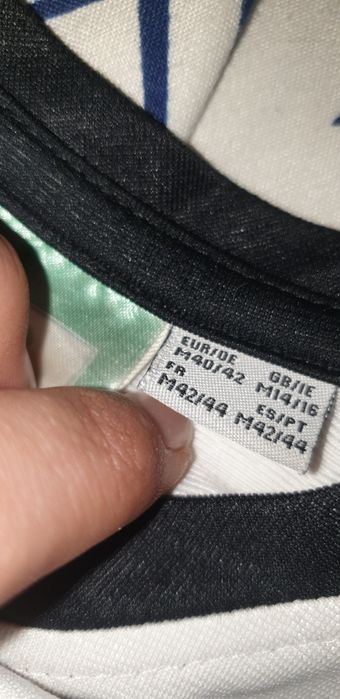 EUR/DE GB/IE
M40/42 M14/16
FR ES/PT
M42/44 M42/44